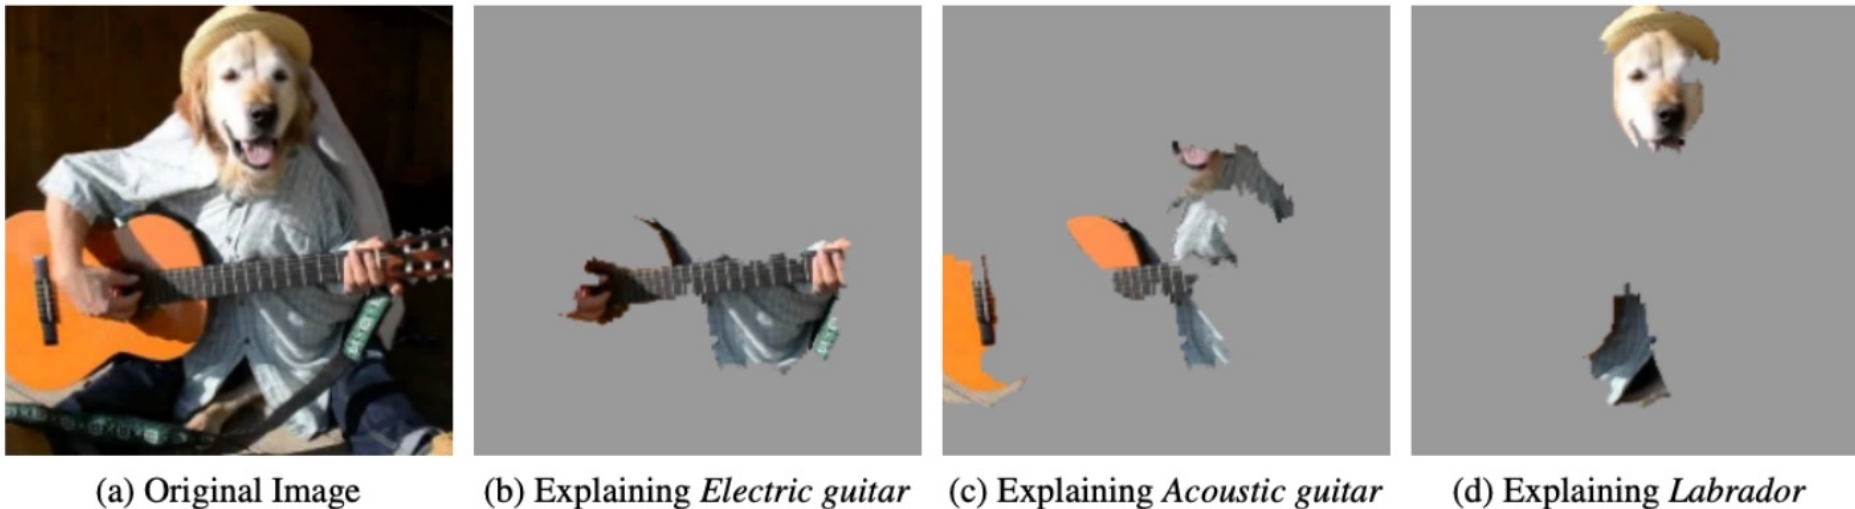 (a) Original Image
(b) Explaining Electric guitar
(c) Explaining Acoustic guitar
(d) Explaining Labrador